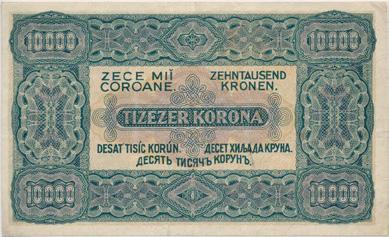 10000 10000
ZECE MII ZEHNTAUSEND
COROANE. KRONEN.
TIZEZER KORONA
DESAT TISÍC KORÚN. ДЕСЕТ ХИЉАДА КРУНА.
ДЕСЯТЬ ТИСЯЧЪ КОРУНЪ.
10000 10000